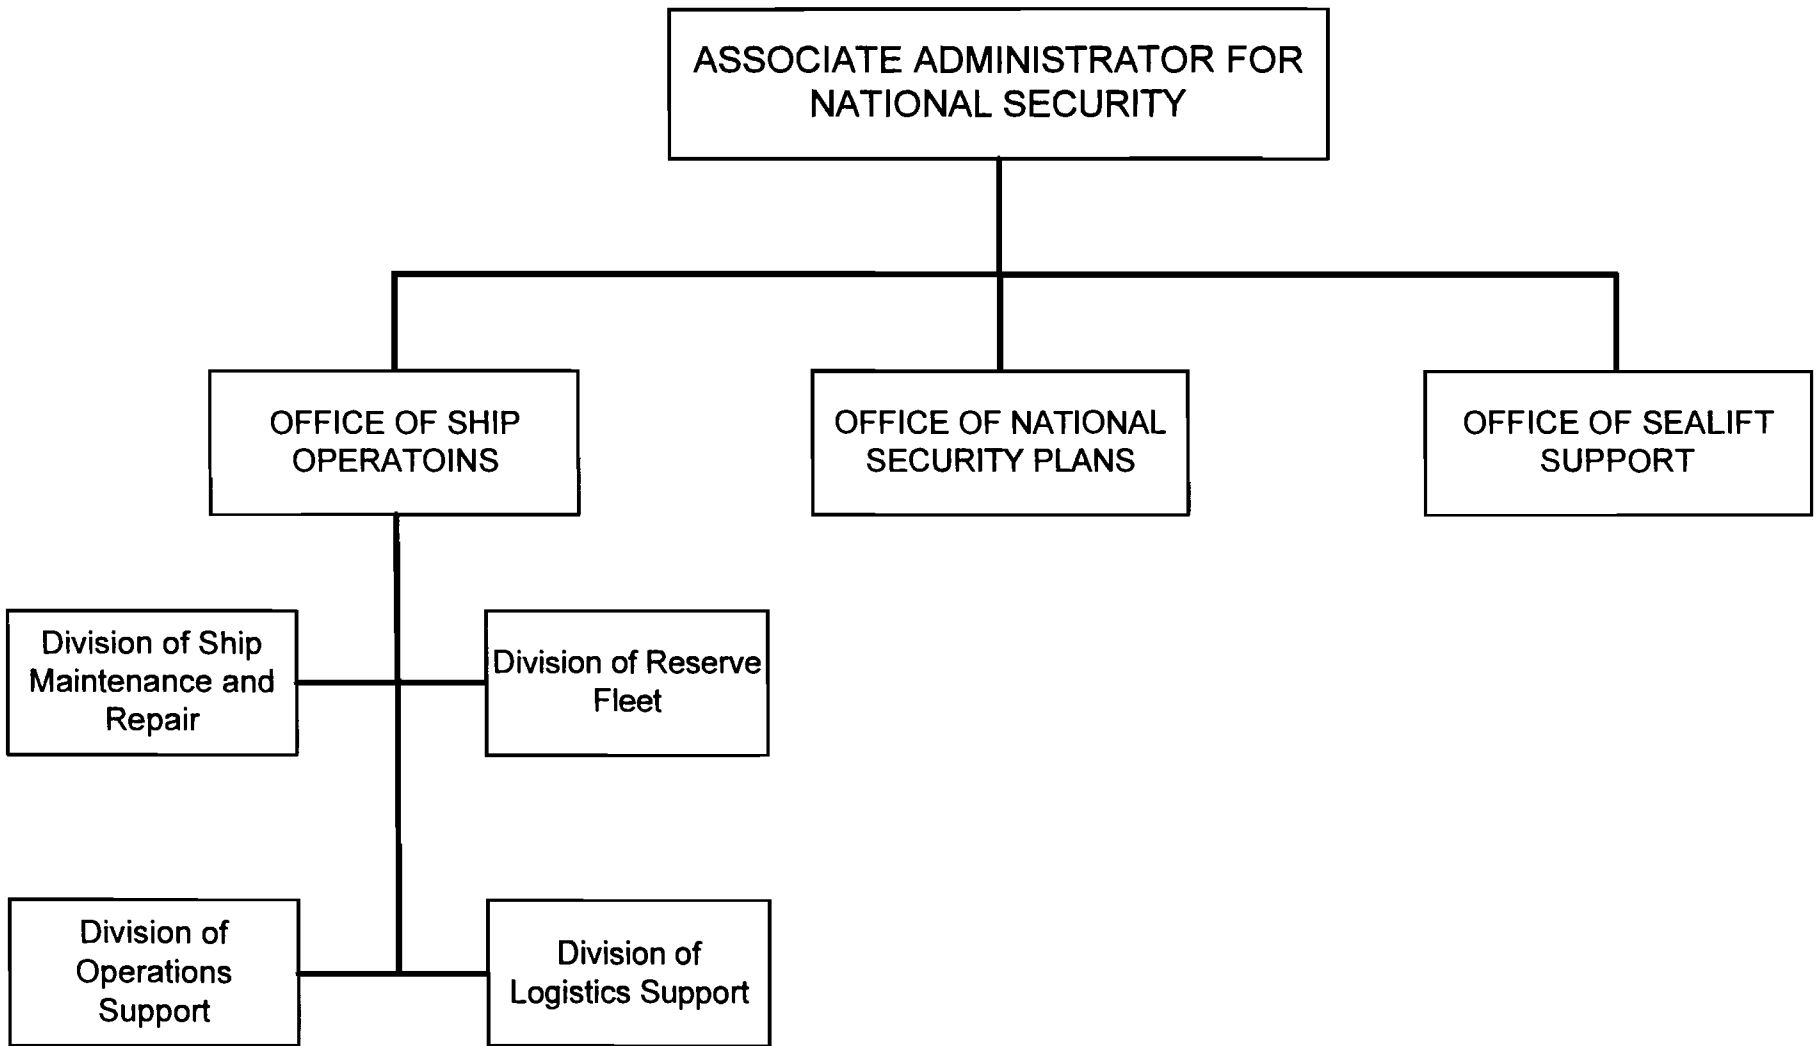 ASSOCIATE ADMINISTRATOR FOR
NATIONAL SECURITY
OFFICE OF SHIP
OPERATOINS
OFFICE OF NATIONAL
SECURITY PLANS
OFFICE OF SEALIFT
SUPPORT
Division of Ship
Maintenance and
Repair
Division of Reserve
Fleet
Division of
Operations
Support
Division of
Logistics Support